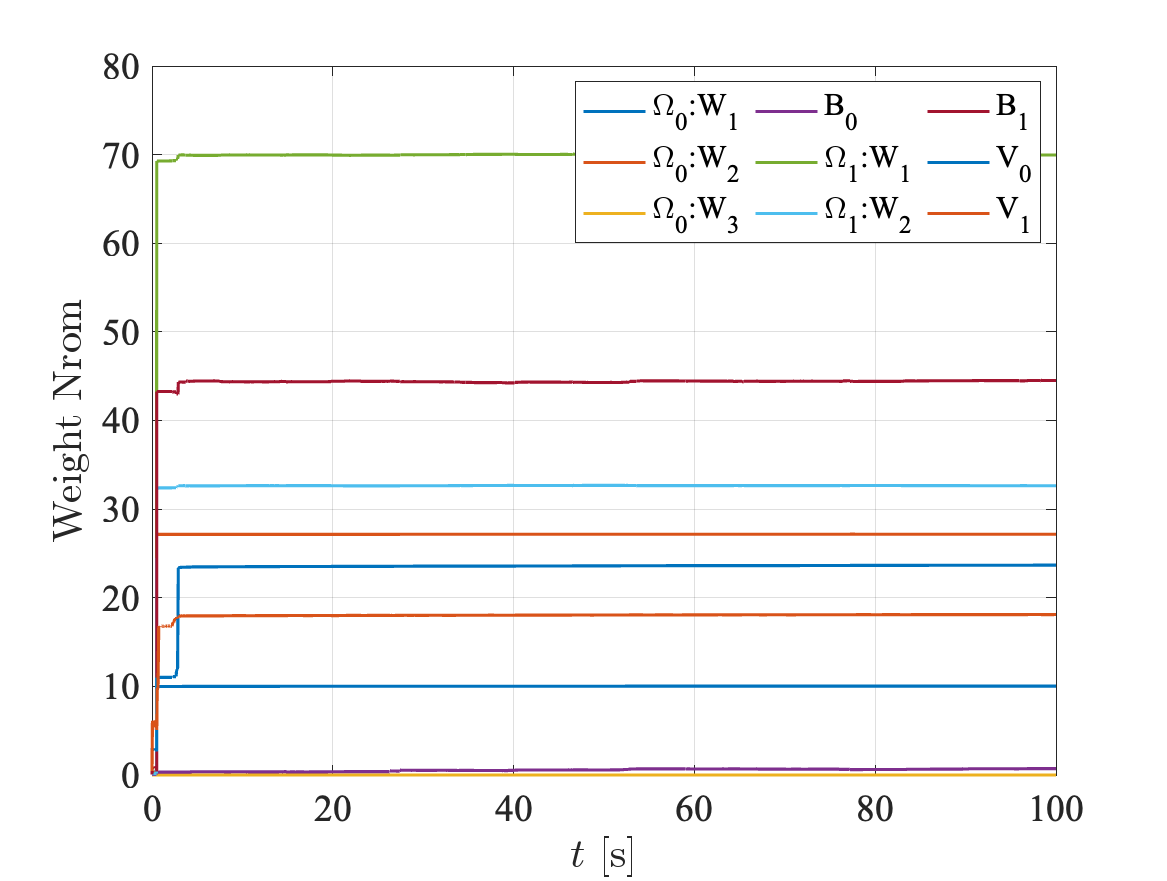 80
70
60
50
40
30
20
10
0
Weight Nrom
Ω₀:W₁ B₀ B₁
Ω₀:W₂ Ω₁:W₁ V₀
Ω₀:W₃ Ω₁:W₂ V₁
0 20 40 60 80 100
t [s]